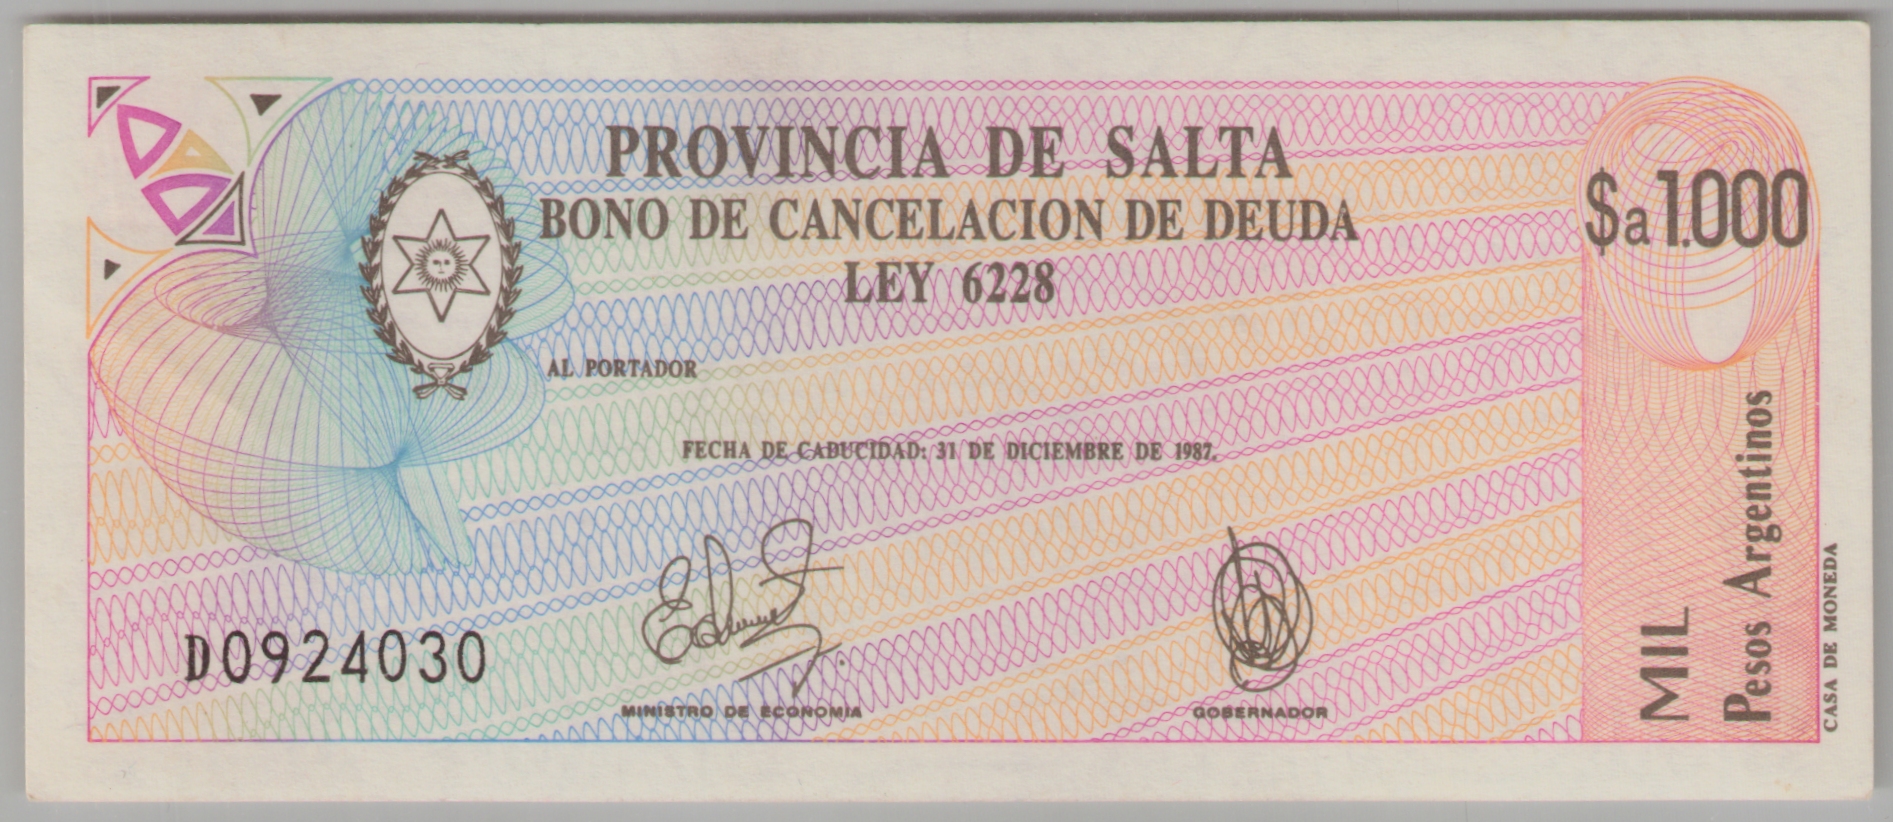 PROVINCIA DE SALTA
BONO DE CANCELACION DE DEUDA
LEY 6228
$a 1.000
AL PORTADOR
FECHA DE CADUCIDAD: 31 DE DICIEMBRE DE 1987.
D0924030
MINISTRO DE ECONOMIA
GOBERNADOR
MIL
Pesos Argentinos
CASA DE MONEDA